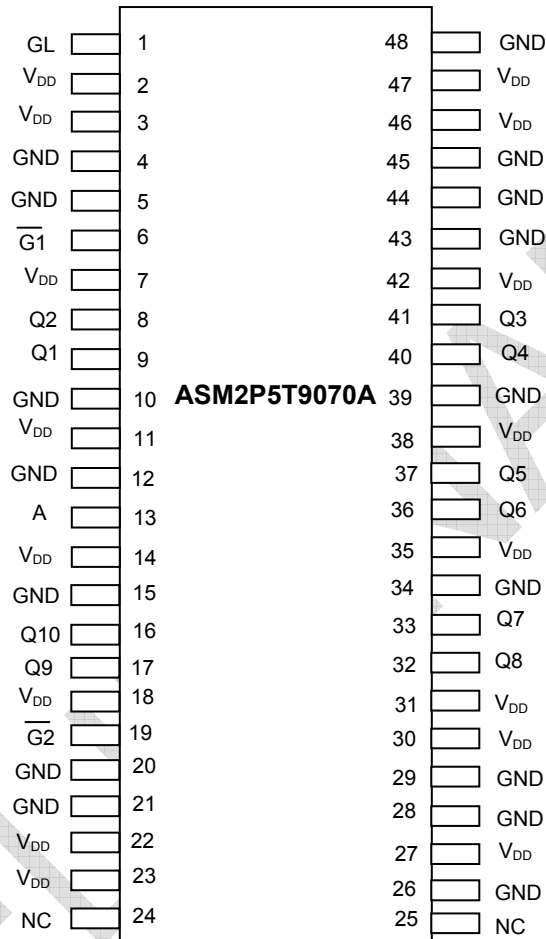 GL 1 48 GND
VDD 2 47 VDD
VDD 3 46 VDD
GND 4 45 GND
GND 5 44 GND
G1 6 43 GND
VDD 7 42 VDD
Q2 8 41 Q3
Q1 9 40 Q4
GND 10 ASM2P5T9070A 39 GND
VDD 11 38 VDD
GND 12 37 Q5
A 13 36 Q6
VDD 14 35 VDD
GND 15 34 GND
Q10 16 33 Q7
Q9 17 32 Q8
VDD 18 31 VDD
G2 19 30 VDD
GND 20 29 GND
GND 21 28 GND
VDD 22 27 VDD
VDD 23 26 GND
NC 24 25 NC